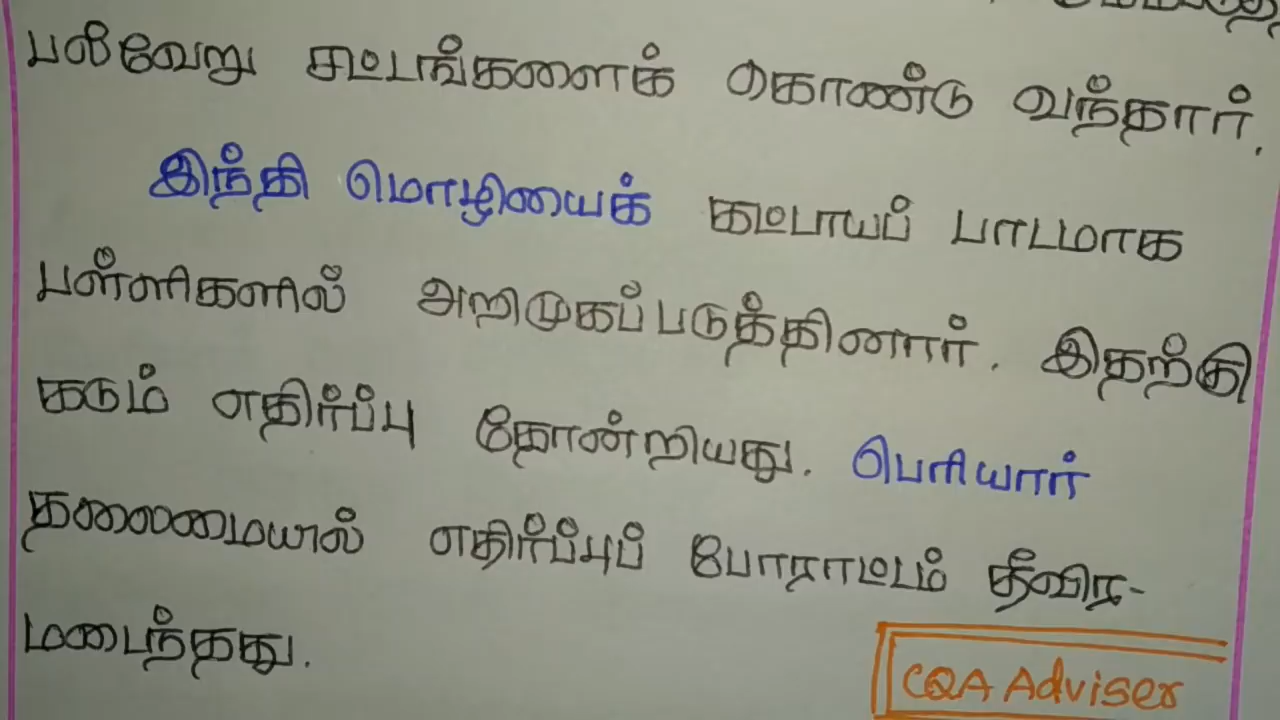 பல்வேறு சட்டங்களைக் கொண்டு வந்தார்.
இந்தி மொழியைக் கட்டாயப் பாடமாக
பள்ளிகளில் அறிமுகப்படுத்தினார். இதற்கு
கடும் எதிர்ப்பு தோன்றியது. பெரியார்
தலைமையில் எதிர்ப்புப் போராட்டம் தீவிர-
மடைந்தது.
CQA Adviser